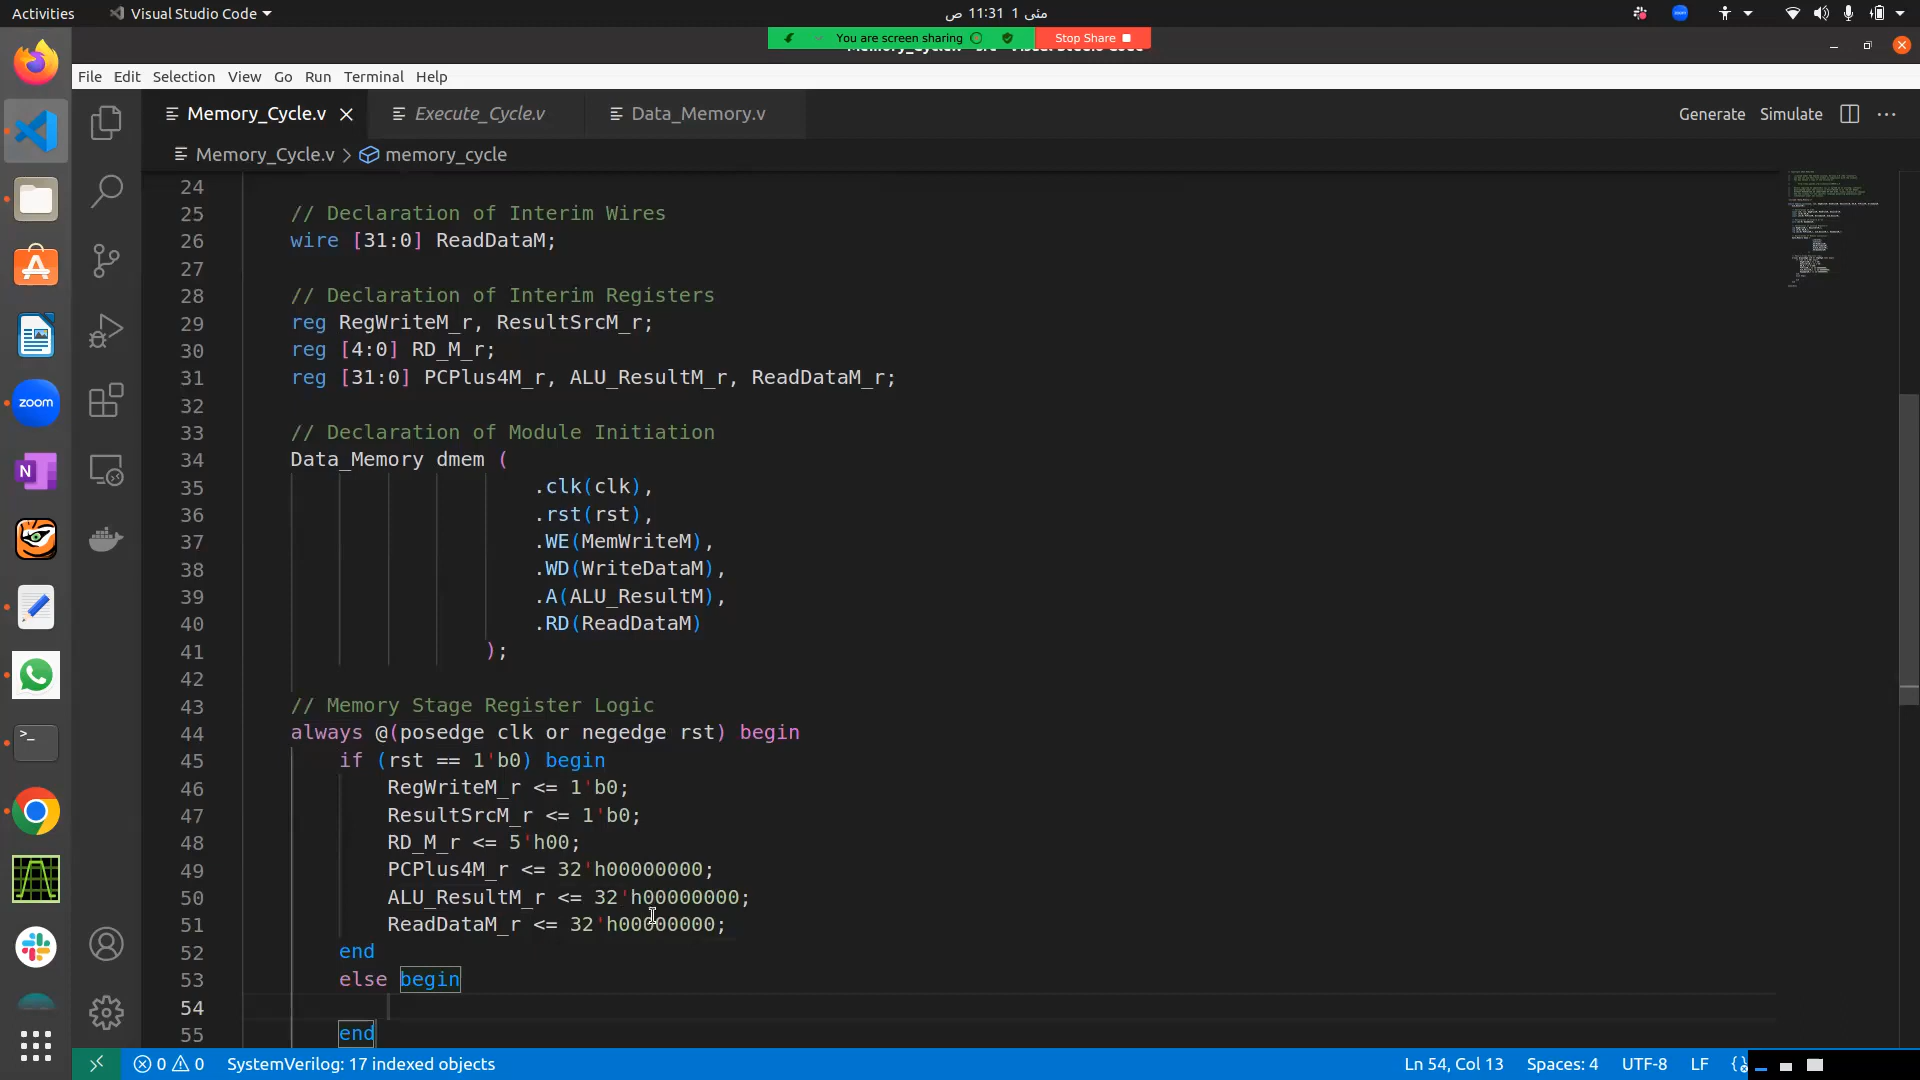 Activities
Visual Studio Code
مئی 1 11:31 ص
You are screen sharing
Stop Share
File Edit Selection View Go Run Terminal Help
Memory_Cycle.v
Execute_Cycle.v
Data_Memory.v
Generate Simulate
Memory_Cycle.v > memory_cycle
24
25 // Declaration of Interim Wires
26 wire [31:0] ReadDataM;
27
28 // Declaration of Interim Registers
29 reg RegWriteM_r, ResultSrcM_r;
30 reg [4:0] RD_M_r;
31 reg [31:0] PCPlus4M_r, ALU_ResultM_r, ReadDataM_r;
32
33 // Declaration of Module Initiation
34 Data_Memory dmem (
35 .clk(clk),
36 .rst(rst),
37 .WE(MemWriteM),
38 .WD(WriteDataM),
39 .A(ALU_ResultM),
40 .RD(ReadDataM)
41 );
42
43 // Memory Stage Register Logic
44 always @(posedge clk or negedge rst) begin
45 if (rst == 1'b0) begin
46 RegWriteM_r <= 1'b0;
47 ResultSrcM_r <= 1'b0;
48 RD_M_r <= 5'h00;
49 PCPlus4M_r <= 32'h00000000;
50 ALU_ResultM_r <= 32'h00000000;
51 ReadDataM_r <= 32'h00000000;
52 end
53 else begin
54
55 end
zoom
N
0 0 SystemVerilog: 17 indexed objects
Ln 54, Col 13 Spaces: 4 UTF-8 LF